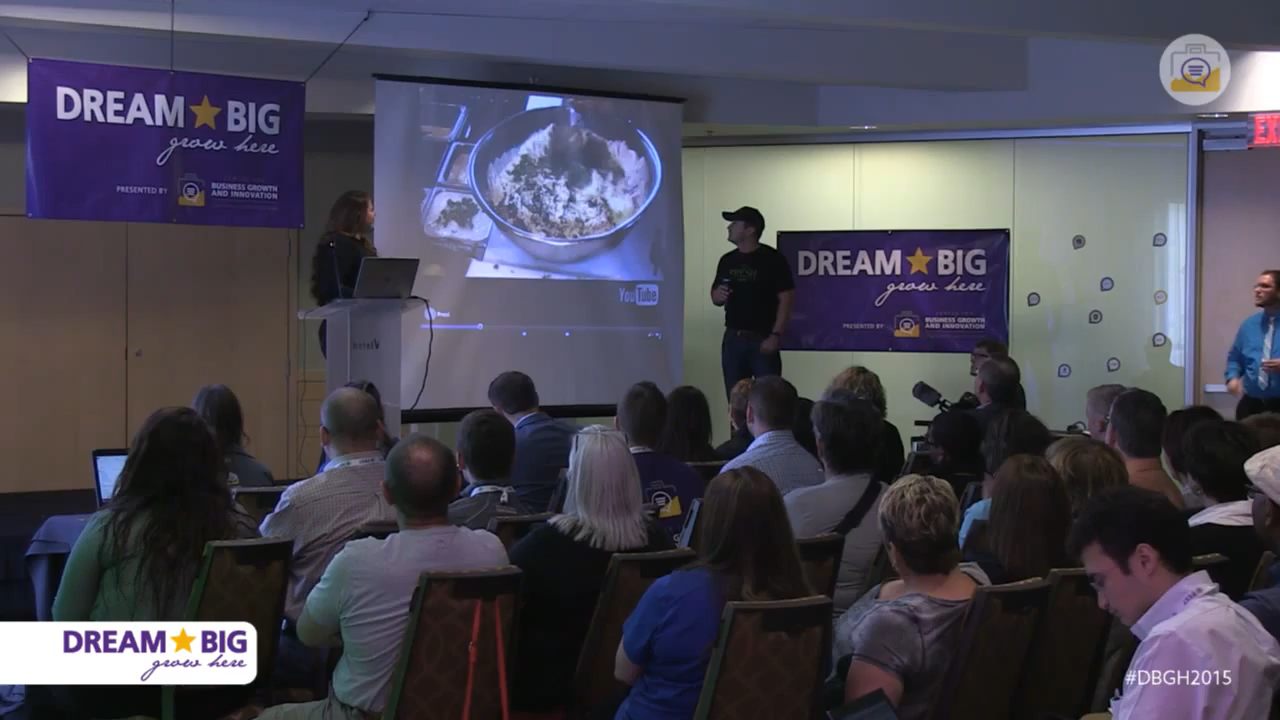 DREAM BIG
grow here
PRESENTED BY
BUSINESS GROWTH
AND INNOVATION
YouTube
FRESH
DREAM BIG
grow here
PRESENTED BY
BUSINESS GROWTH
AND INNOVATION
DREAM BIG
grow here
#DBGH2015